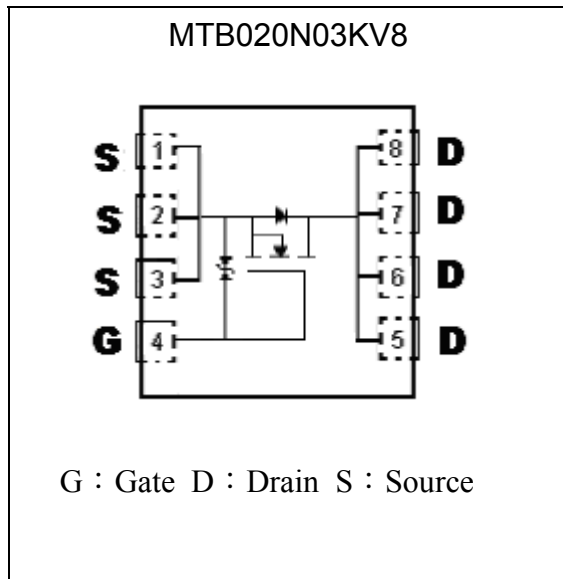 MTB020N03KV8
S 1 8 D
S 2 7 D
S 3 6 D
G 4 5 D
G：Gate D：Drain S：Source